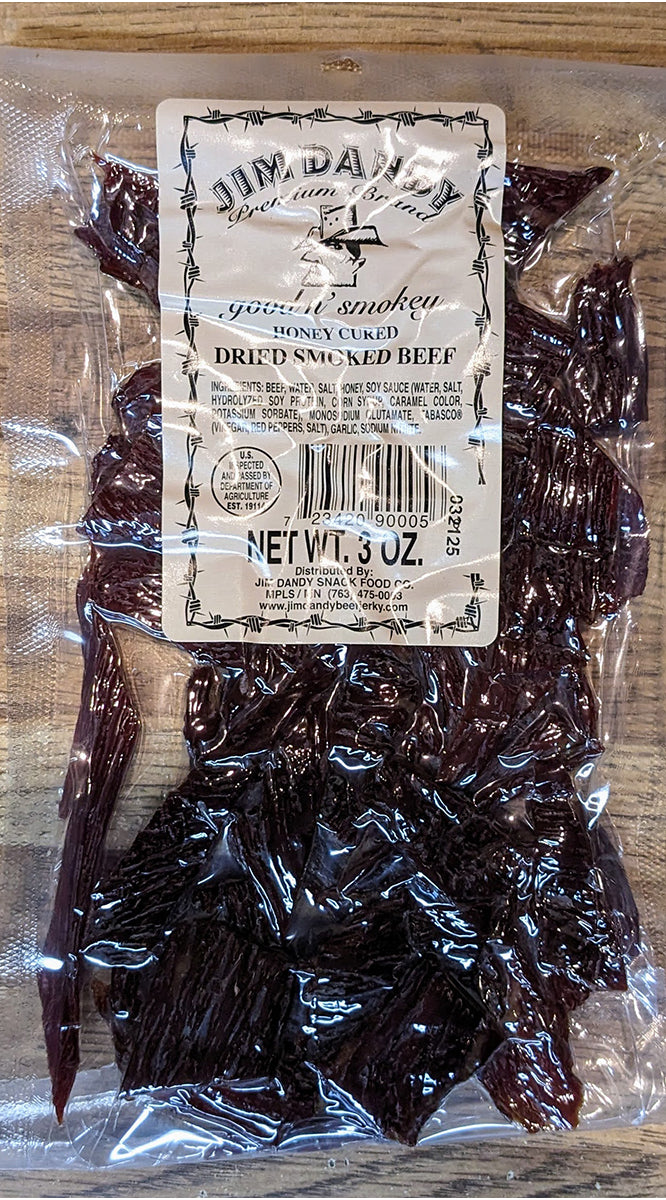 JIM DANDY
Premium Brand
good n' smokey
HONEY CURED
DRIED SMOKED BEEF
INGREDIENTS: BEEF, WATER, SALT, HONEY, SOY SAUCE (WATER, SALT,
HYDROLYZED SOY PROTEIN, CORN SYRUP, CARAMEL COLOR,
POTASSIUM SORBATE), MONOSODIUM GLUTAMATE, TABASCO®
(VINEGAR, RED PEPPERS, SALT), GARLIC, SODIUM NITRITE.
U.S.
INSPECTED
AND PASSED BY
DEPARTMENT OF
AGRICULTURE
EST. 19114
7 23420 90005
NET WT. 3 OZ.
Distributed By:
JIM DANDY SNACK FOOD CO.
MPLS / MN (763) 475-0063
www.jimdandybeefjerky.com